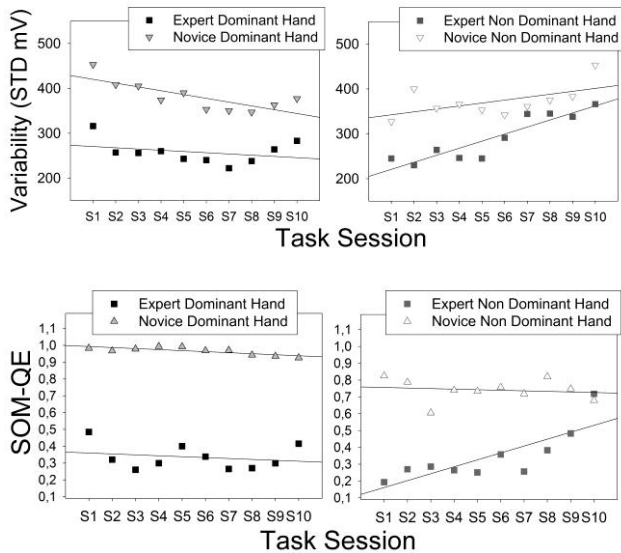 Expert Dominant Hand
Novice Dominant Hand
Expert Non Dominant Hand
Novice Non Dominant Hand
Variability (STD mV)
500
400
300
200
500
400
300
200
S1 S2 S3 S4 S5 S6 S7 S8 S9 S10
S1 S2 S3 S4 S5 S6 S7 S8 S9 S10
Task Session
Expert Dominant Hand
Novice Dominant Hand
Expert Non Dominant Hand
Novice Non Dominant Hand
SOM-QE
1,1
1,0
0,9
0,8
0,7
0,6
0,5
0,4
0,3
0,2
0,1
1,1
1,0
0,9
0,8
0,7
0,6
0,5
0,4
0,3
0,2
0,1
S1 S2 S3 S4 S5 S6 S7 S8 S9 S10
S1 S2 S3 S4 S5 S6 S7 S8 S9 S10
Task Session